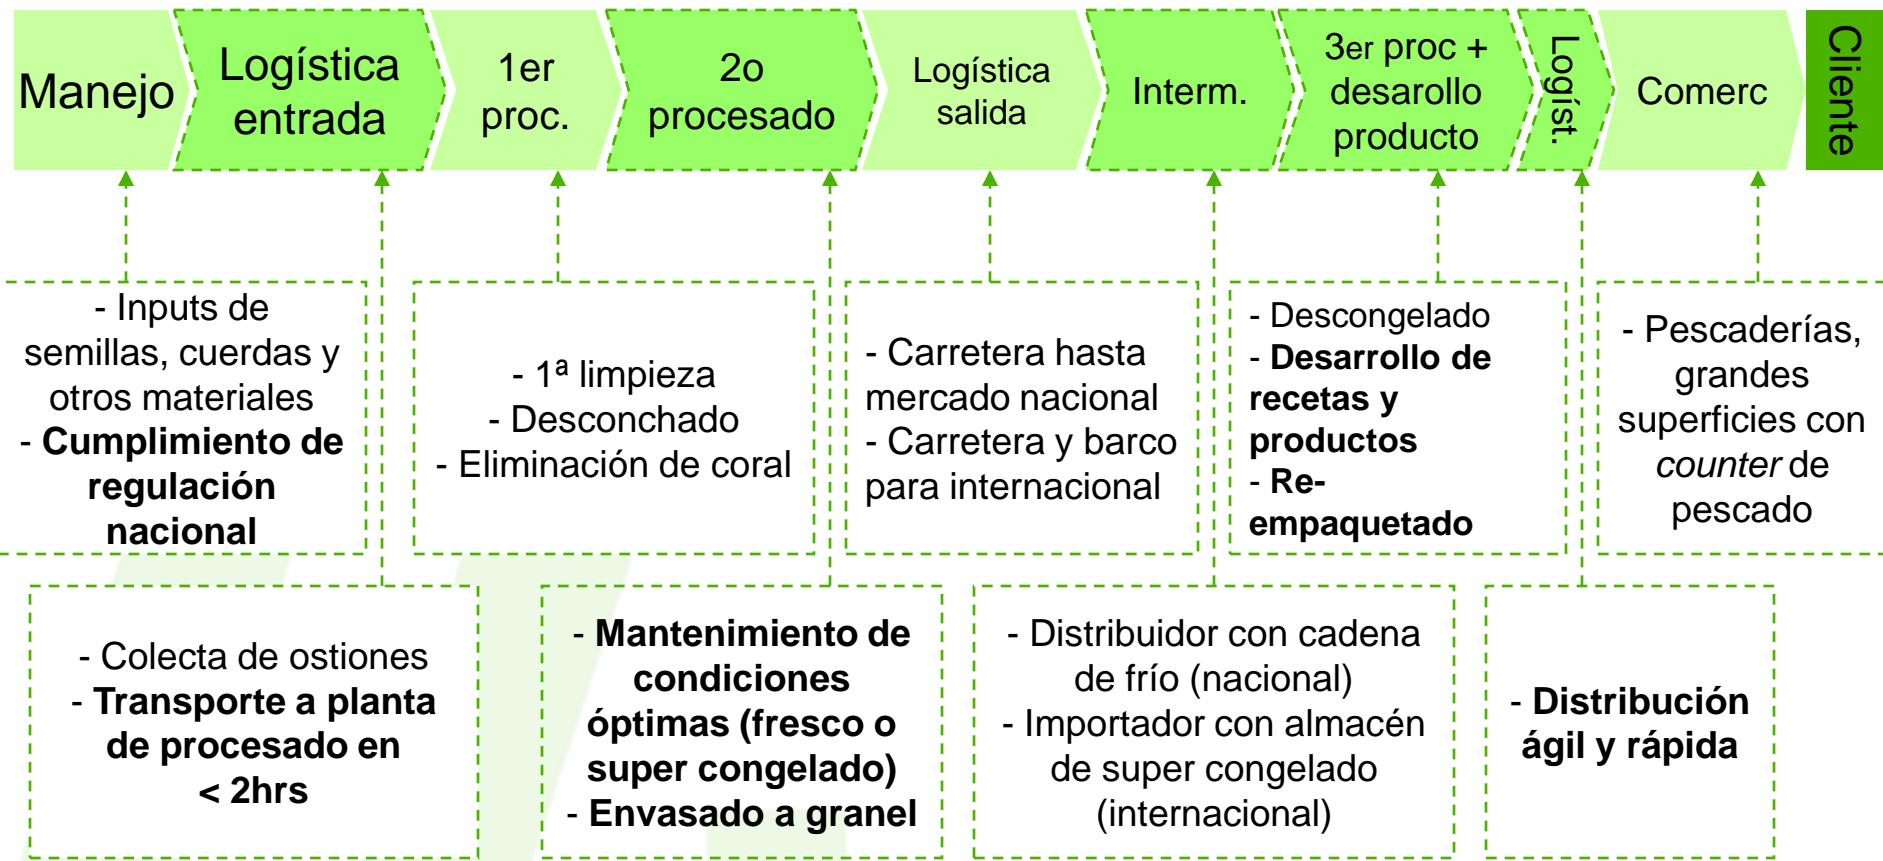 Manejo
Logística
entrada
1er
proc.
2o
procesado
Logística
salida
Interm.
3er proc +
desarollo
producto
Logíst.
Comerc
Cliente
- Inputs de
semillas, cuerdas y
otros materiales
- Cumplimiento de
regulación
nacional
- 1ª limpieza
- Desconchado
- Eliminación de coral
- Carretera hasta
mercado nacional
- Carretera y barco
para internacional
- Descongelado
- Desarrollo de
recetas y
productos
- Re-
empaquetado
- Pescaderías,
grandes
superficies con
counter de
pescado
- Colecta de ostiones
- Transporte a planta
de procesado en
< 2hrs
- Mantenimiento de
condiciones
óptimas (fresco o
super congelado)
- Envasado a granel
- Distribuidor con cadena
de frío (nacional)
- Importador con almacén
de super congelado
(internacional)
- Distribución
ágil y rápida